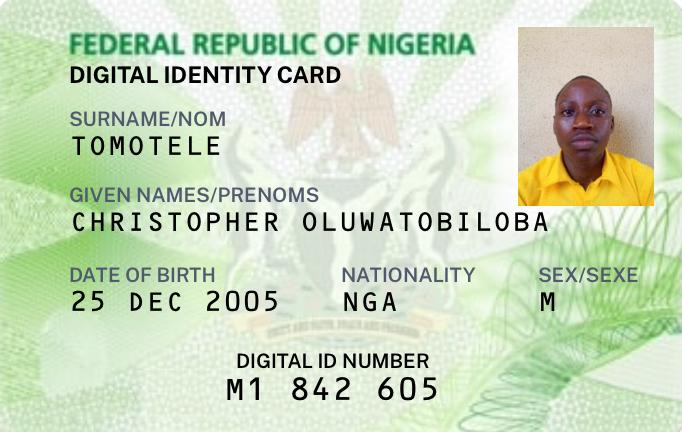 FEDERAL REPUBLIC OF NIGERIA
DIGITAL IDENTITY CARD
SURNAME/NOM
TOMOTELE
GIVEN NAMES/PRENOMS
CHRISTOPHER OLUWATOBILOBA
DATE OF BIRTH NATIONALITY SEX/SEXE
25 DEC 2005 NGA M
DIGITAL ID NUMBER
M1 842 605